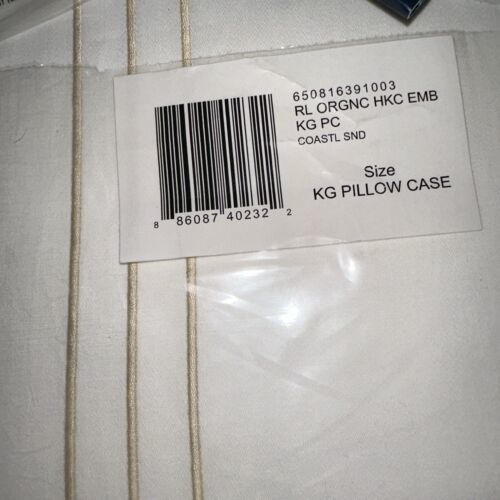 650816391003
RL ORGNC HKC EMB
KG PC
COASTL SND
Size
KG PILLOW CASE
8 86087 40232 2